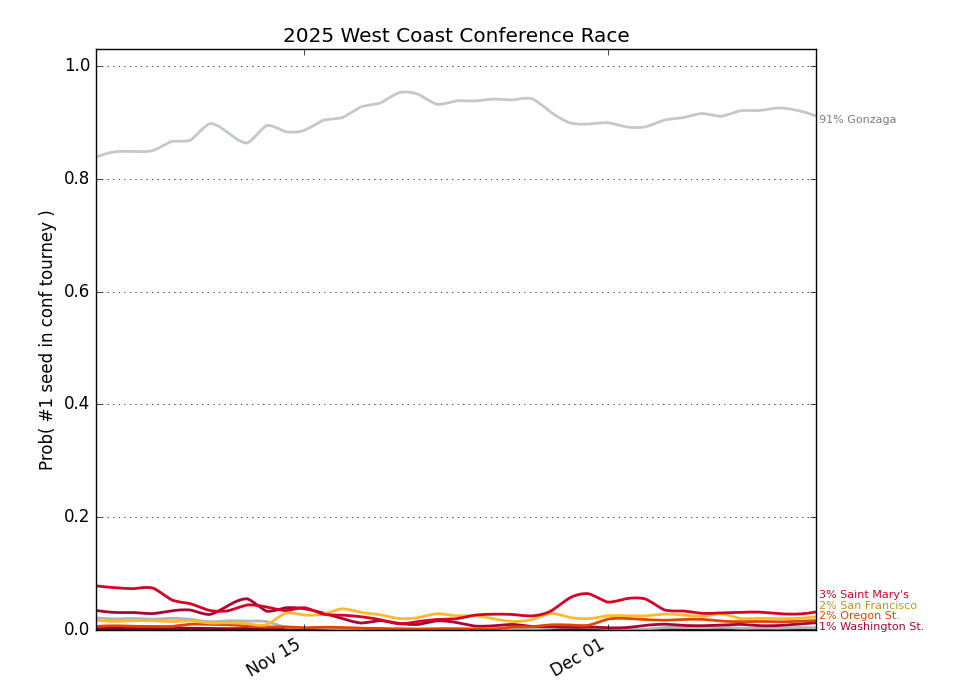 2025 West Coast Conference Race
Prob( #1 seed in conf tourney )
1.0
0.8
0.6
0.4
0.2
0.0
Nov 15
Dec 01
91% Gonzaga
3% Saint Mary's
2% San Francisco
2% Oregon St.
1% Washington St.